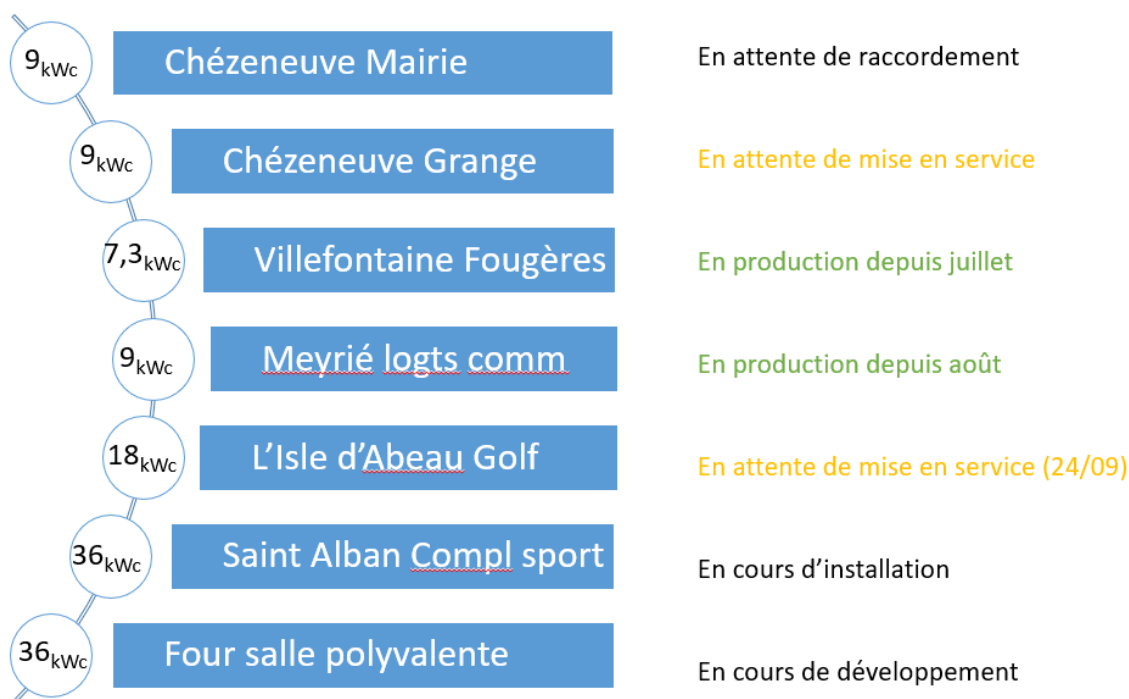 9kWc Chézeneuve Mairie En attente de raccordement
9kWc Chézeneuve Grange En attente de mise en service
7,3kWc Villefontaine Fougères En production depuis juillet
9kWc Meyrié logts comm En production depuis août
18kWc L'Isle d'Abeau Golf En attente de mise en service (24/09)
36kWc Saint Alban Compl sport En cours d'installation
36kWc Four salle polyvalente En cours de développement